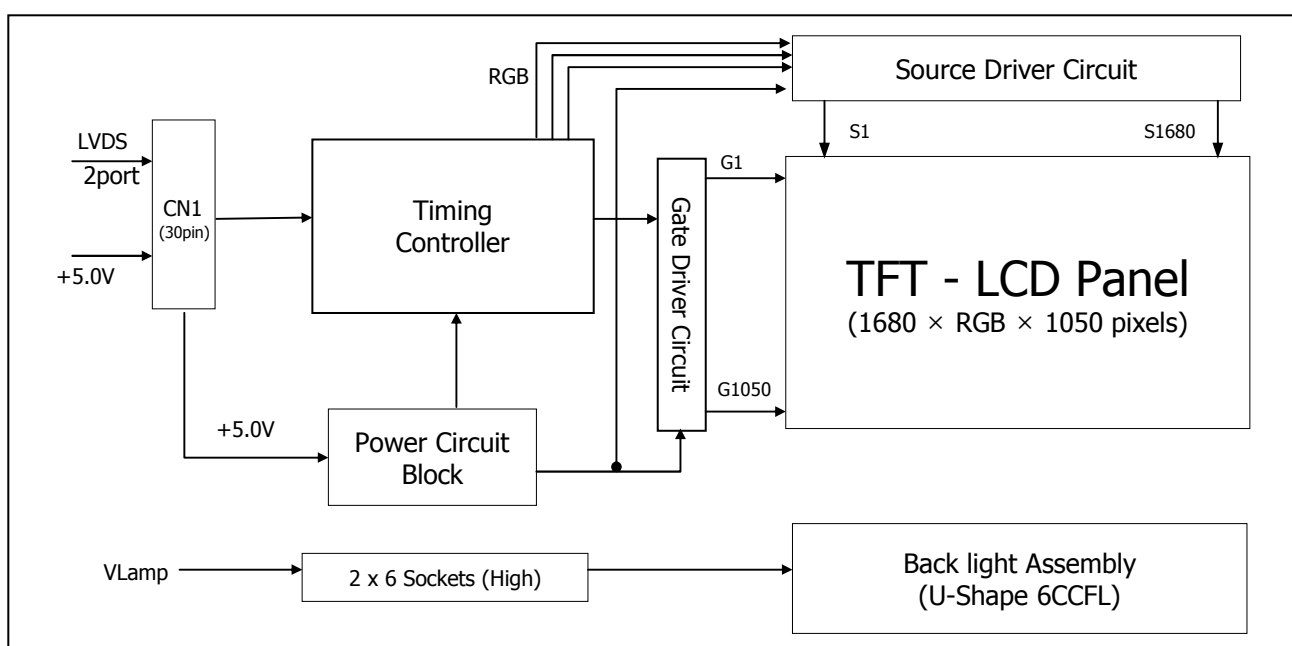 RGB
Source Driver Circuit
S1
S1680
LVDS
2port
CN1
(30pin)
+5.0V
Timing
Controller
Gate Driver Circuit
G1
G1050
TFT - LCD Panel
(1680 × RGB × 1050 pixels)
+5.0V
Power Circuit
Block
VLamp
2 x 6 Sockets (High)
Back light Assembly
(U-Shape 6CCFL)